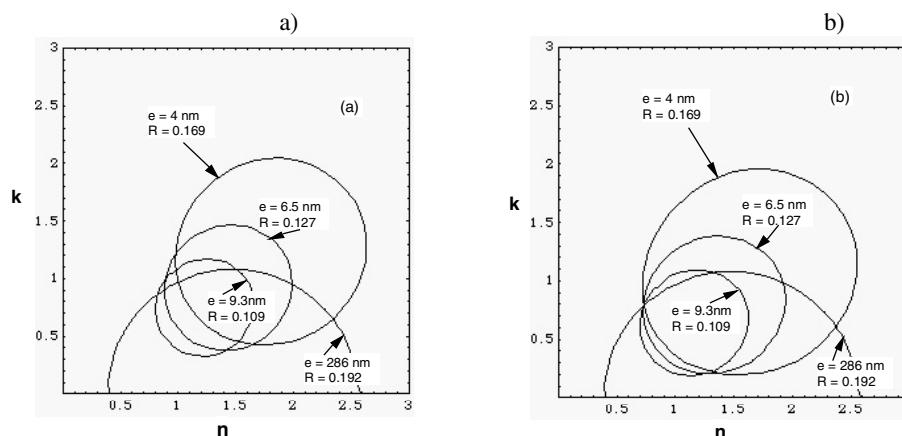 a)
3
2.5
2
1.5
1
0.5
k
0.5
1
1.5
2
2.5
3
n
(a)
e = 4 nm
R = 0.169
e = 6.5 nm
R = 0.127
e = 9.3nm
R = 0.109
e = 286 nm
R = 0.192
b)
3
2.5
2
1.5
1
0.5
k
0.5
1
1.5
2
2.5
n
(b)
e = 4 nm
R = 0.169
e = 6.5 nm
R = 0.127
e = 9.3nm
R = 0.109
e = 286 nm
R = 0.192